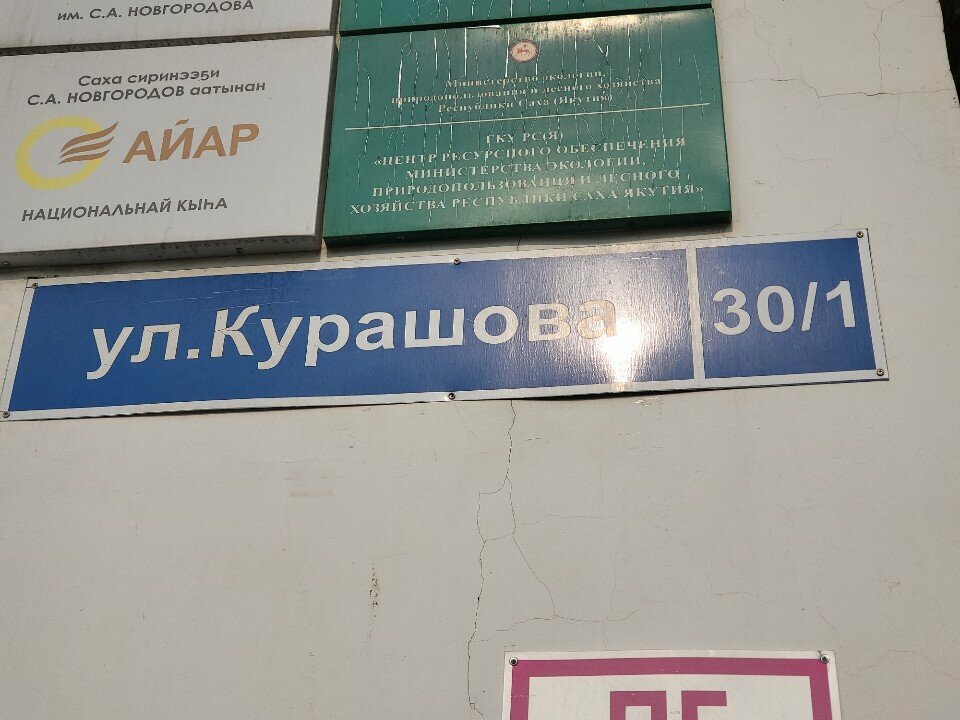 им. С.А. НОВГОРОДОВА
Саха сиринээҕи
С.А. НОВГОРОДОВ аатынан
АЙАР
НАЦИОНАЛЬНАЙ КЫҺА
Министерство экологии,
природопользования и лесного хозяйства
Республики Саха (Якутия)
ГКУ РС(Я)
«ЦЕНТР РЕСУРСНОГО ОБЕСПЕЧЕНИЯ
МИНИСТЕРСТВА ЭКОЛОГИИ,
ПРИРОДОПОЛЬЗОВАНИЯ И ЛЕСНОГО
ХОЗЯЙСТВА РЕСПУБЛИКИ САХА ЯКУТИЯ»
ул.Курашова 30/1